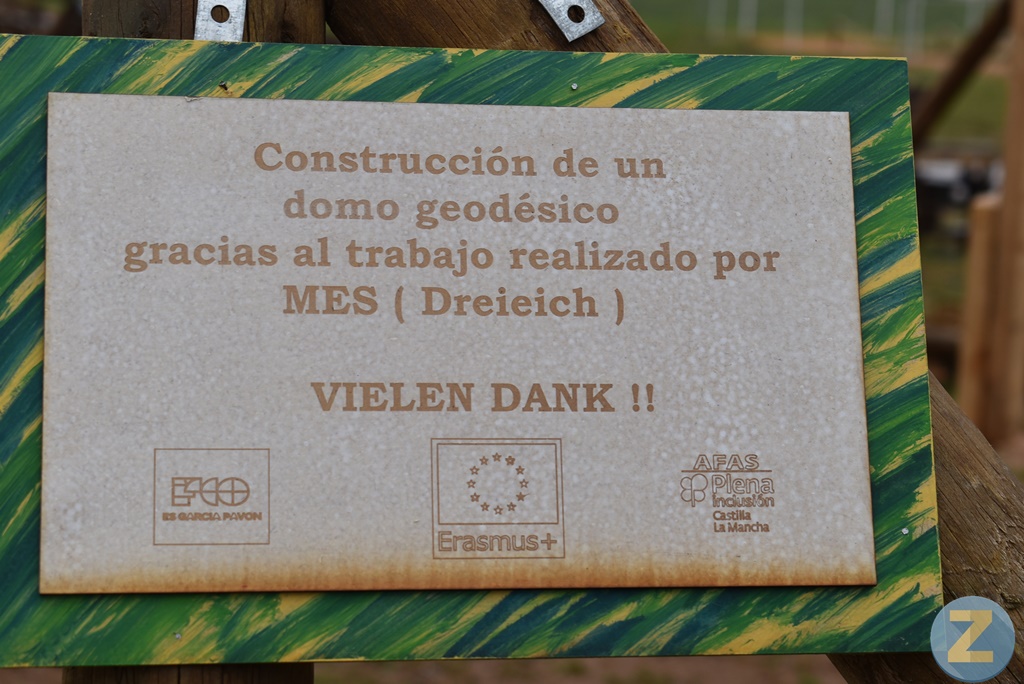 Construcción de un
domo geodésico
gracias al trabajo realizado por
MES ( Dreieich )
VIELEN DANK !!
IES GARCIA PAVON
Erasmus+
AFAS
Plena
inclusión
Castilla
La Mancha
Z